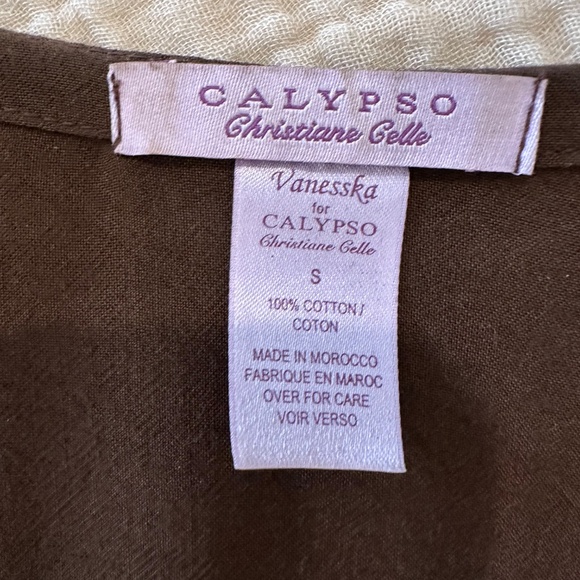 CALYPSO
Christiane Celle
Vanesska
for
CALYPSO
Christiane Celle
S
100% COTTON/
COTON
MADE IN MOROCCO
FABRIQUE EN MAROC
OVER FOR CARE
VOIR VERSO